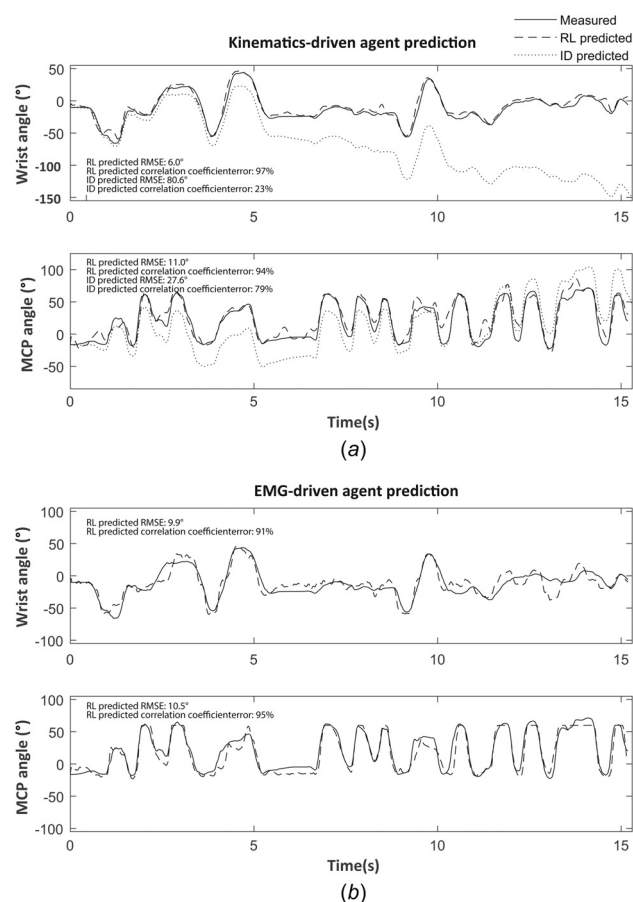 Measured
RL predicted
ID predicted
Kinematics-driven agent prediction
50
0
-50
-100
-150
Wrist angle (°)
RL predicted RMSE: 6.0°
RL predicted correlation coefficienterror: 97%
ID predicted RMSE: 80.6°
ID predicted correlation coefficienterror: 23%
0
5
10
15
100
50
0
-50
MCP angle (°)
RL predicted RMSE: 11.0°
RL predicted correlation coefficienterror: 94%
ID predicted RMSE: 27.6°
ID predicted correlation coefficienterror: 79%
0
5
10
15
Time(s)
(a)
EMG-driven agent prediction
100
50
0
-50
-100
Wrist angle (°)
RL predicted RMSE: 9.9°
RL predicted correlation coefficienterror: 91%
0
5
10
15
100
50
0
-50
-100
MCP angle (°)
RL predicted RMSE: 10.5°
RL predicted correlation coefficienterror: 95%
0
5
10
15
Time(s)
(b)